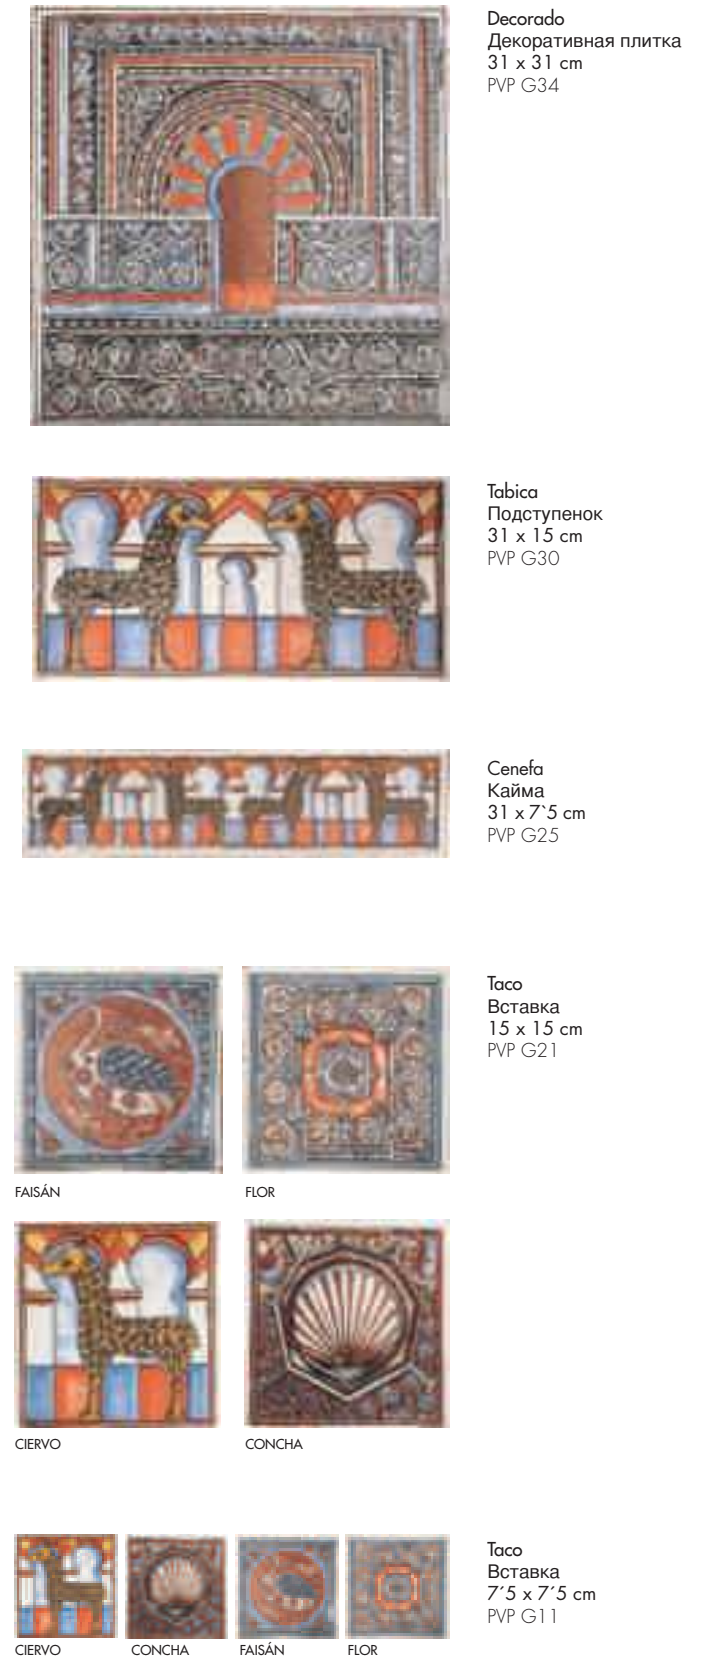 Decorado
Декоративная плитка
31 x 31 cm
PVP G34
Tabica
Подступенок
31 x 15 cm
PVP G30
Cenefa
Кайма
31 x 7`5 cm
PVP G25
Taco
Вставка
15 x 15 cm
PVP G21
FAISÁN
FLOR
CIERVO
CONCHA
Taco
Вставка
7´5 x 7´5 cm
PVP G11
CIERVO
CONCHA
FAISÁN
FLOR